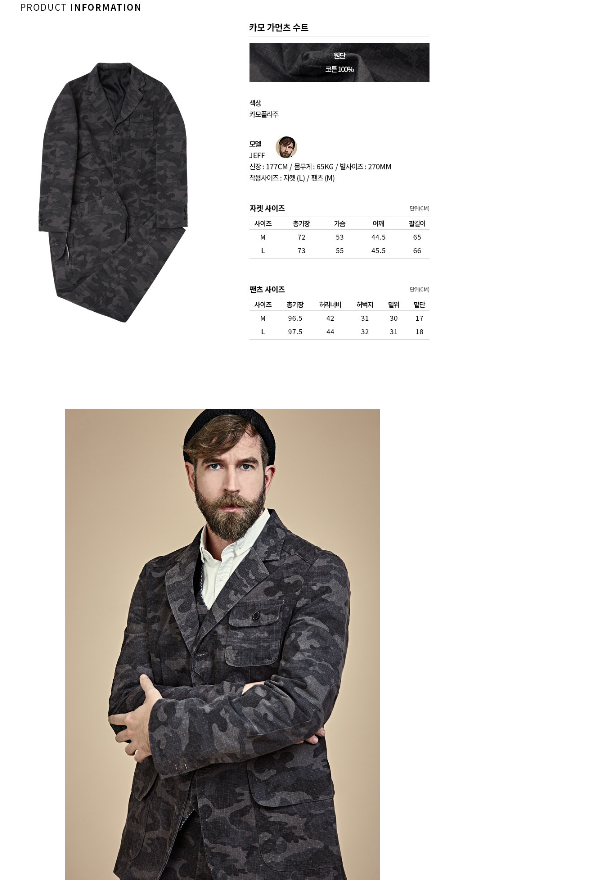 PRODUCT INFORMATION
카모 가먼츠 수트
원단
코튼 100%
색상
카모플라주
모델
JEFF
신장 : 177CM / 몸무게 : 65KG / 발사이즈 : 270MM
착용사이즈 : 자켓 (L) / 팬츠 (M)
자켓 사이즈 단위(CM)
사이즈 총기장 가슴 어깨 팔길이
M 72 53 44.5 65
L 73 55 45.5 66
팬츠 사이즈 단위(CM)
사이즈 총기장 허리너비 허벅지 밑위 밑단
M 96.5 42 31 30 17
L 97.5 44 32 31 18